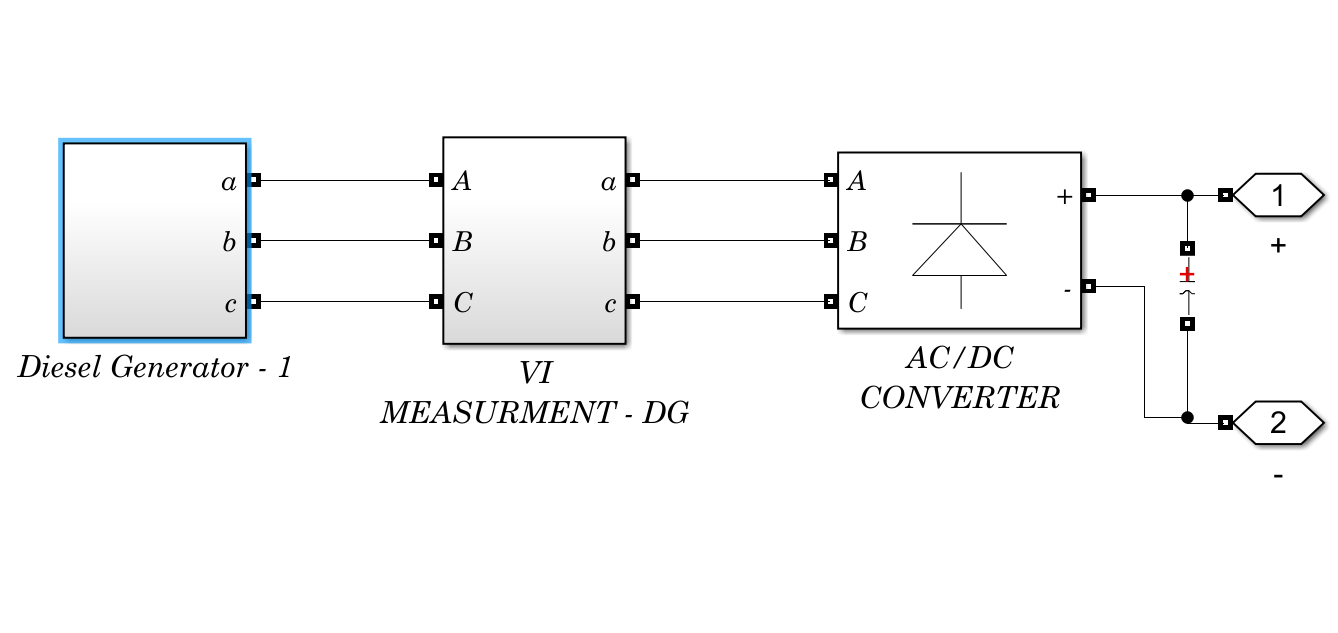 a
b
c
Diesel Generator - 1
A
B
C
a
b
c
VI
MEASURMENT - DG
A
B
C
+
-
AC/DC
CONVERTER
+
1
+
2
-